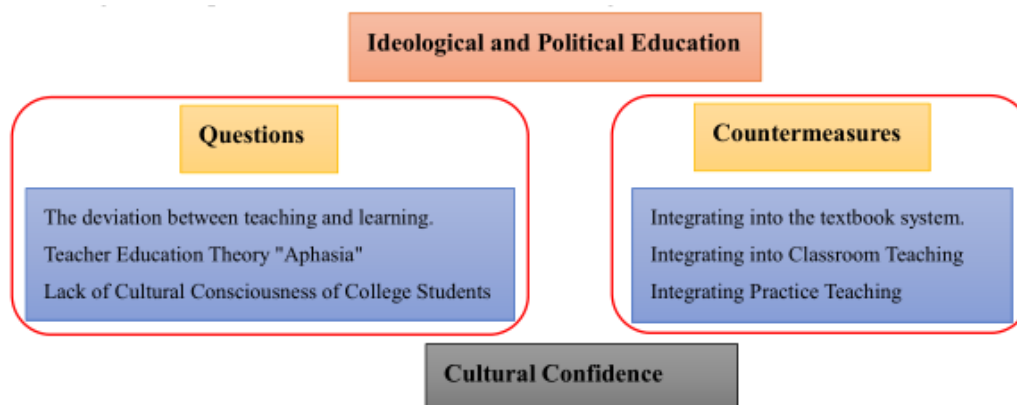 Ideological and Political Education
Questions
The deviation between teaching and learning.
Teacher Education Theory "Aphasia"
Lack of Cultural Consciousness of College Students
Countermeasures
Integrating into the textbook system.
Integrating into Classroom Teaching
Integrating Practice Teaching
Cultural Confidence